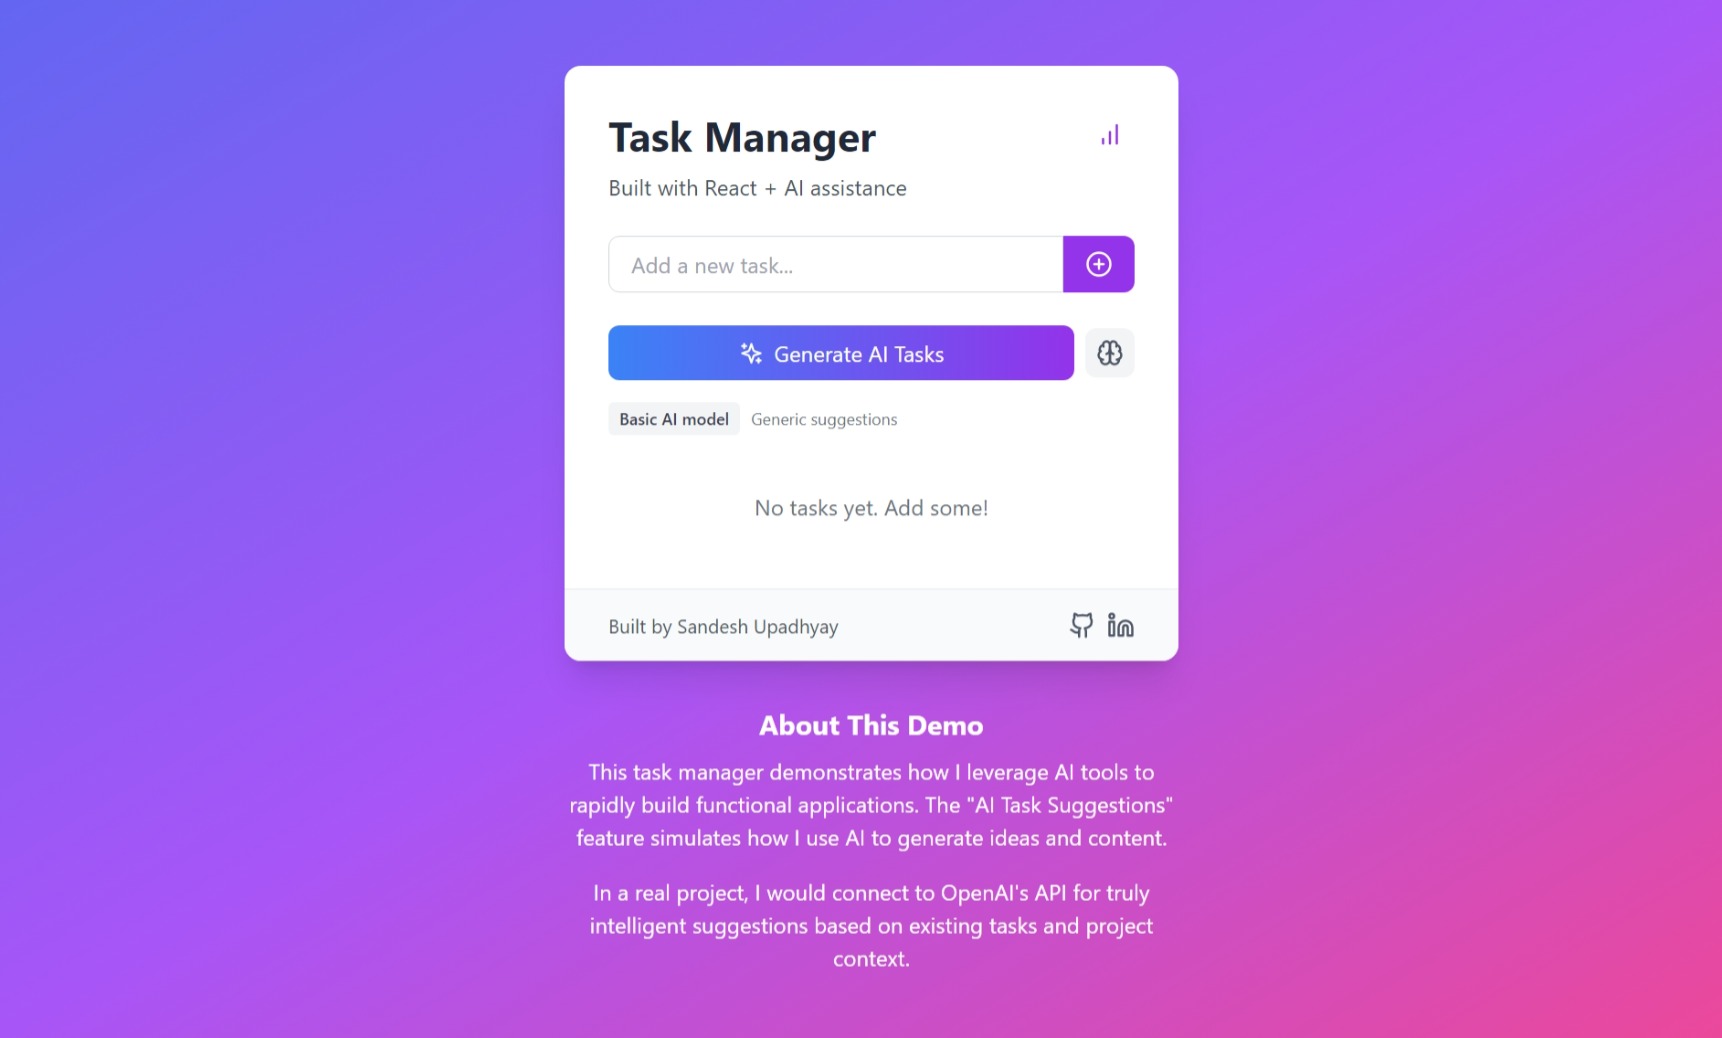 Task Manager
Built with React + AI assistance
Add a new task...
Generate AI Tasks
Basic AI model Generic suggestions
No tasks yet. Add some!
Built by Sandesh Upadhyay
About This Demo
This task manager demonstrates how I leverage AI tools to
rapidly build functional applications. The "AI Task Suggestions"
feature simulates how I use AI to generate ideas and content.
In a real project, I would connect to OpenAI's API for truly
intelligent suggestions based on existing tasks and project
context.